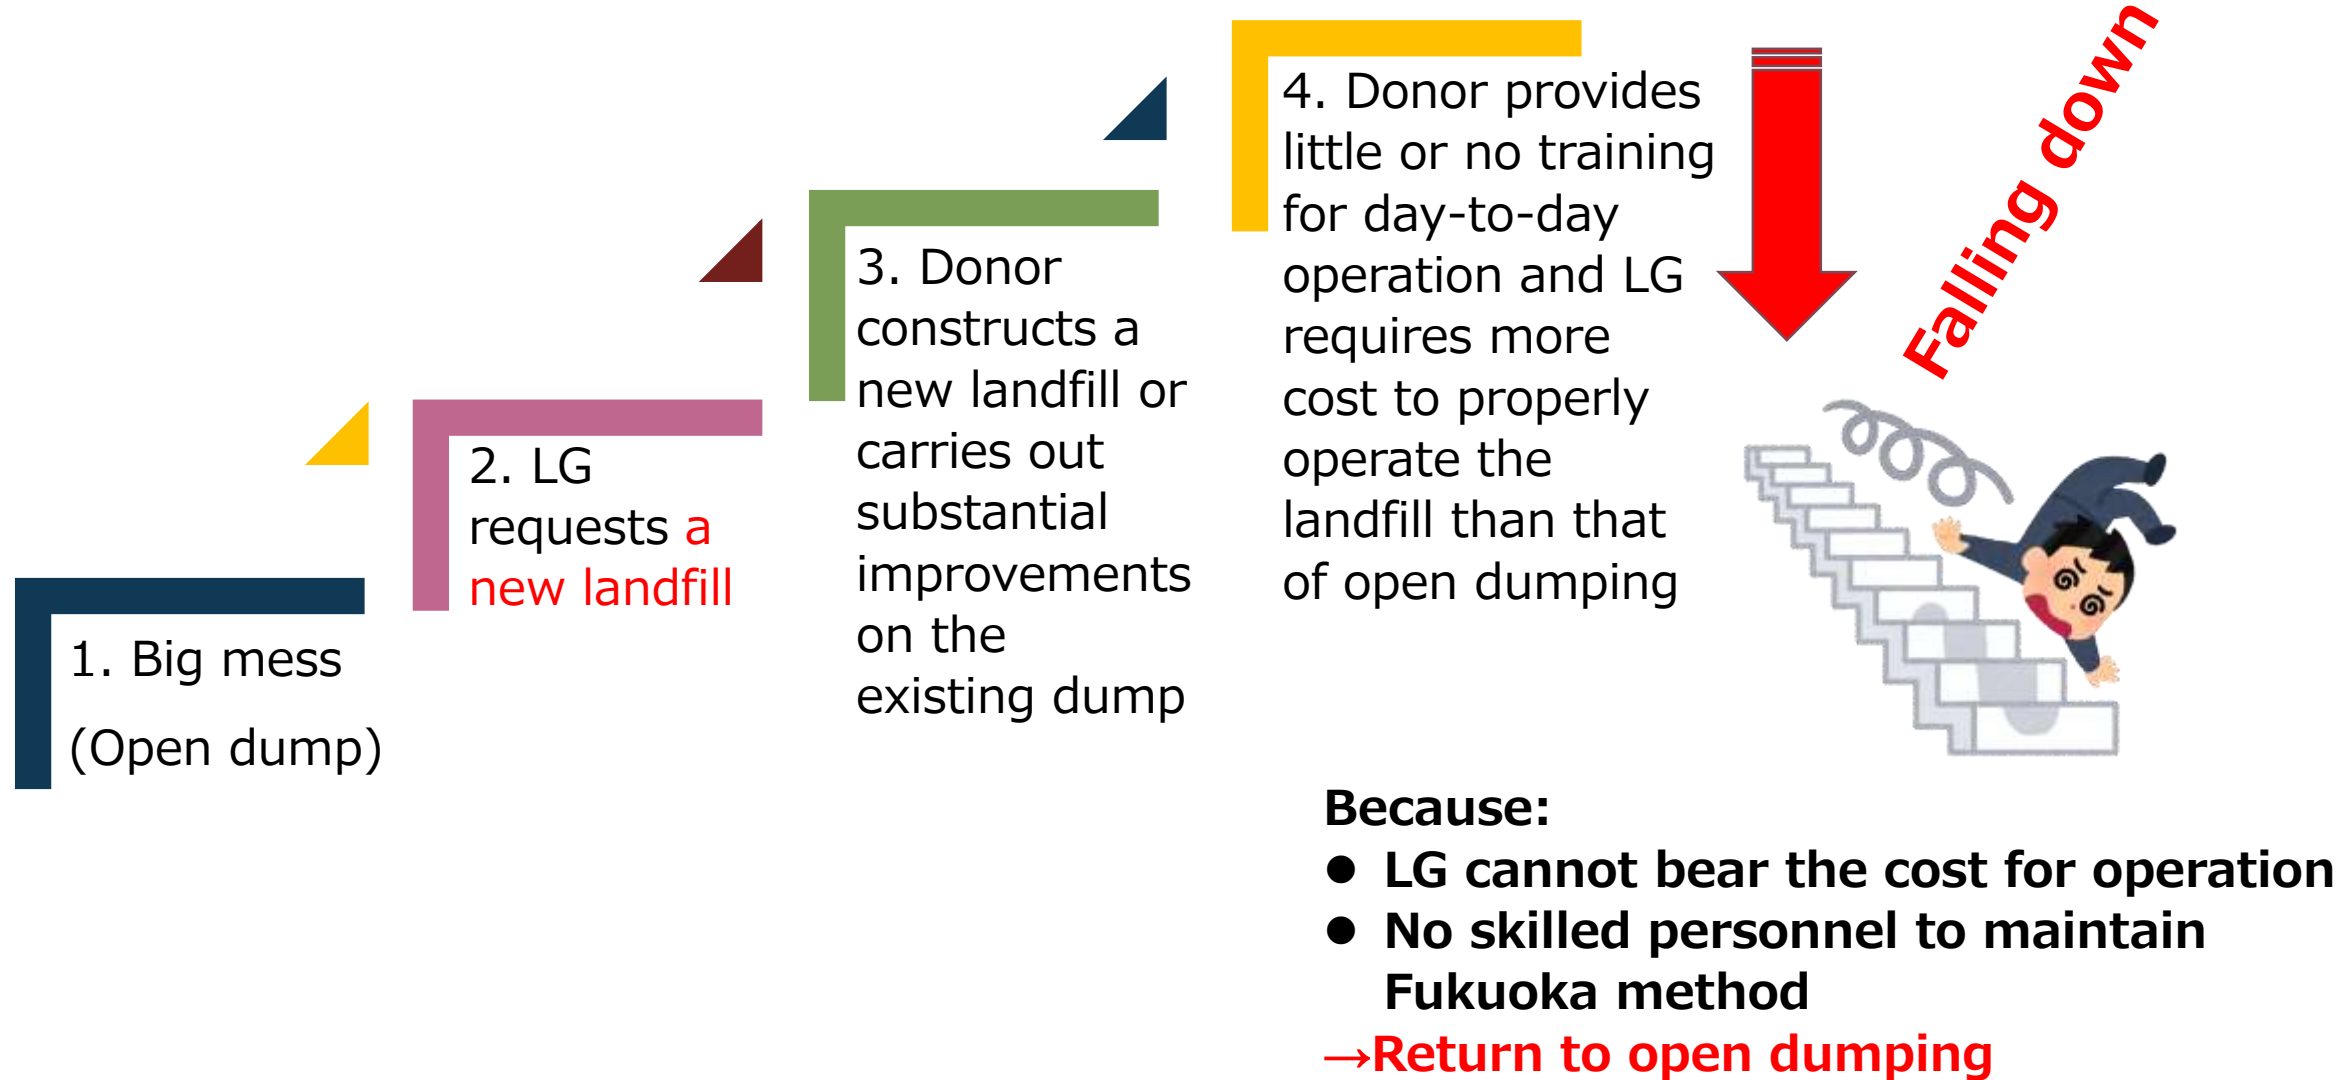 1. Big mess
(Open dump)
2. LG
requests a
new landfill
3. Donor
constructs a
new landfill or
carries out
substantial
improvements
on the
existing dump
4. Donor provides
little or no training
for day-to-day
operation and LG
requires more
cost to properly
operate the
landfill than that
of open dumping
Falling down
Because:
● LG cannot bear the cost for operation
● No skilled personnel to maintain
Fukuoka method
→Return to open dumping